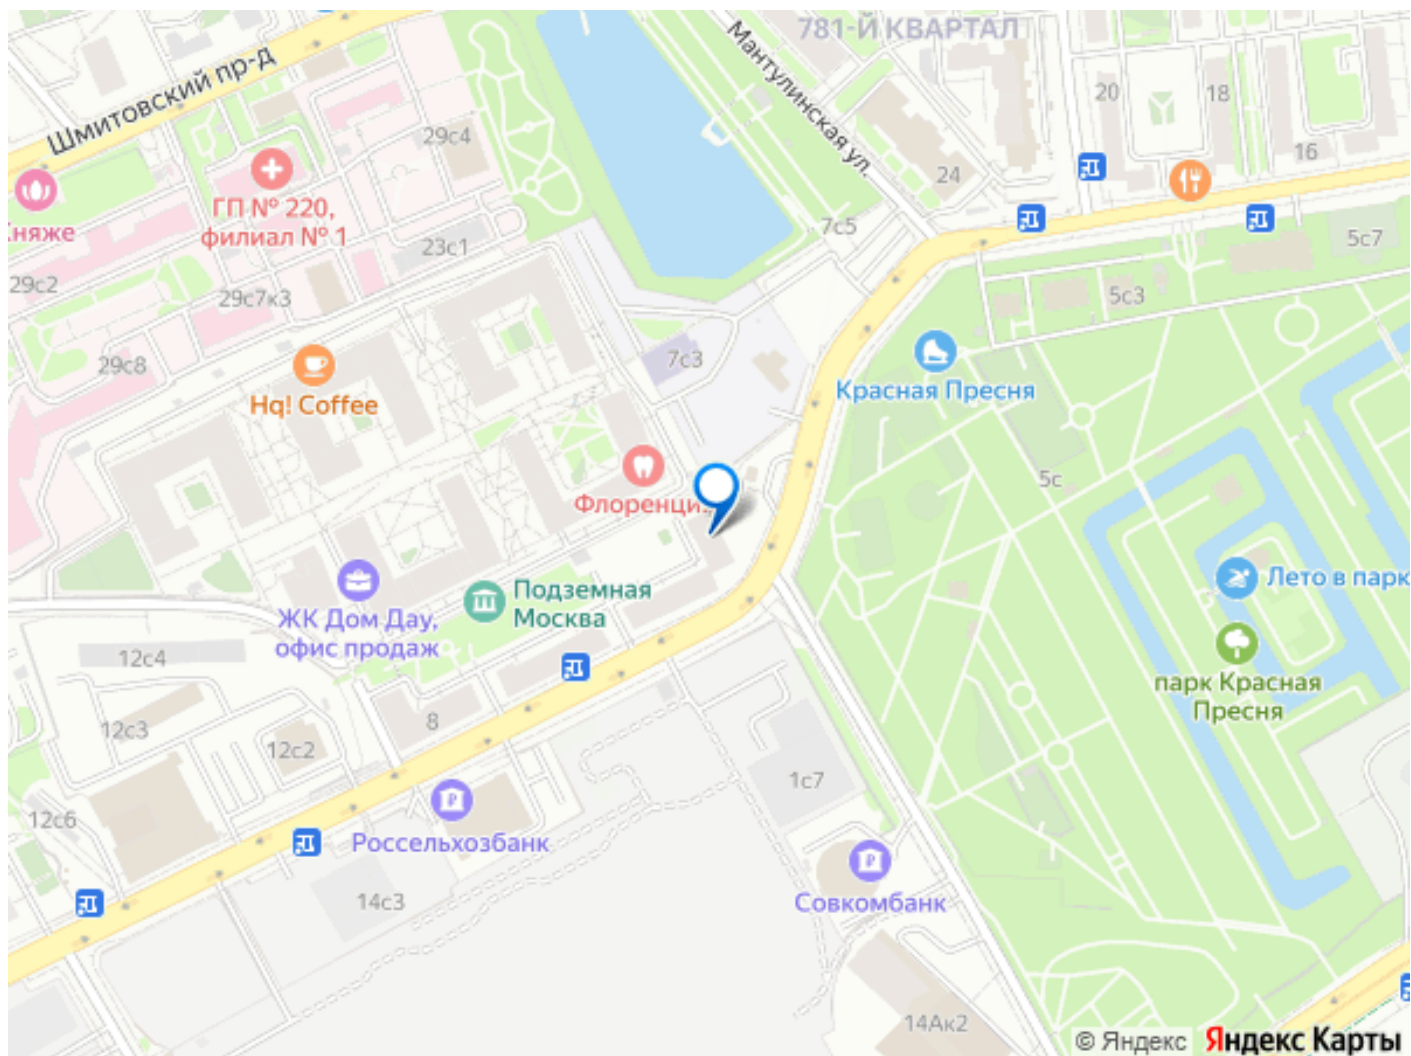 781-Й КВАРТАЛ
Шмитовский пр-д
Мантулинская ул.
20
18
16
29с4
24
ГП № 220,
филиал № 1
Княже
7с5
23с1
5с7
29с2
29с7к3
5с3
29с8
7с3
Hq! Coffee
Красная Пресня
5с
Флоренци
Подземная
Москва
Лето в парк
ЖК Дом Дау,
офис продаж
12с4
парк Красная
Пресня
8
12с3
12с2
1с7
12с6
Россельхозбанк
14с3
Совкомбанк
14Ак2
© Яндекс Яндекс Карты